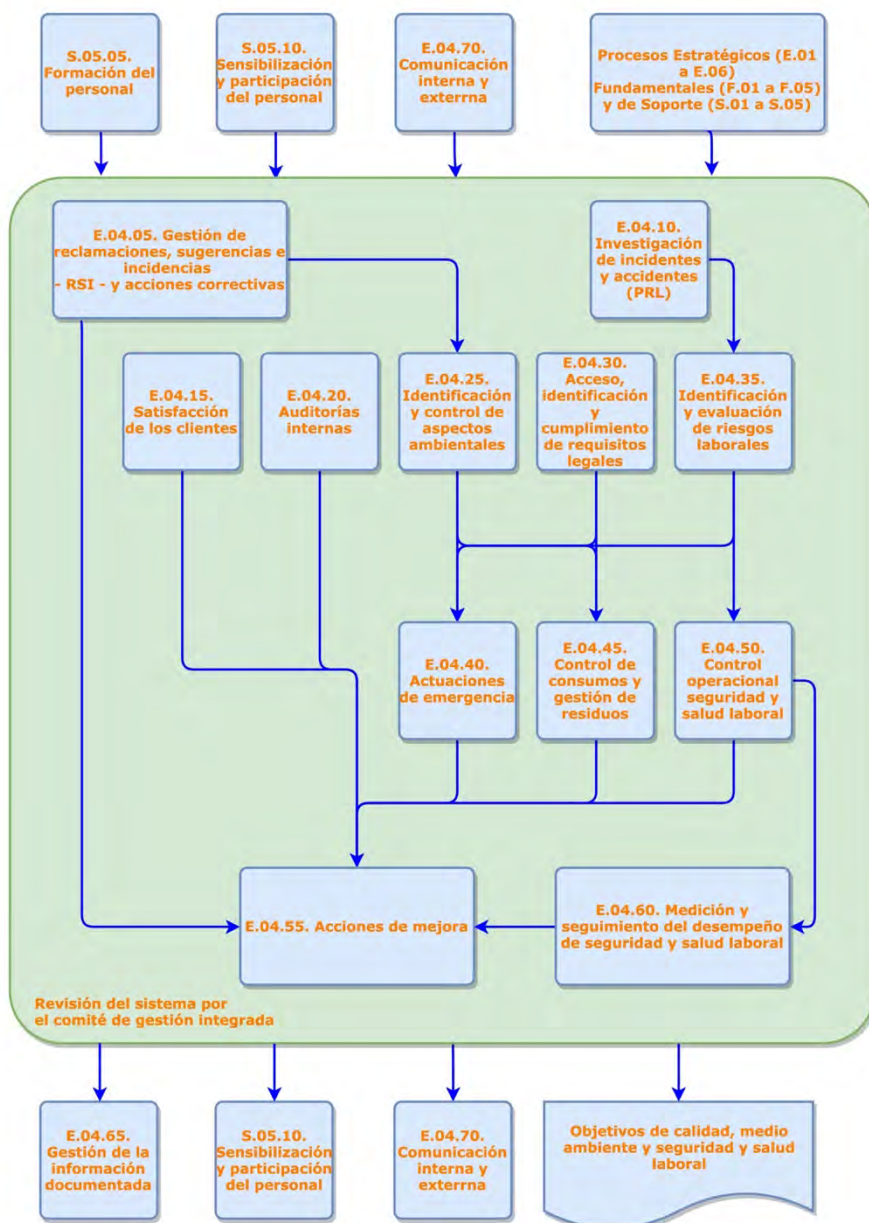 S.05.05.
Formación del
personal
S.05.10.
Sensibilización
y participación
del personal
E.04.70.
Comunicación
interna y
exterrna
Procesos Estratégicos (E.01
a E.06)
Fundamentales (F.01 a F.05)
y de Soporte (S.01 a S.05)
E.04.05. Gestión de
reclamaciones, sugerencias e
incidencias
- RSI - y acciones correctivas
E.04.10.
Investigación
de incidentes
y accidentes
(PRL)
E.04.15.
Satisfacción
de los clientes
E.04.20.
Auditorías
internas
E.04.25.
Identificación
y control de
aspectos
ambientales
E.04.30.
Acceso,
identificación
y
cumplimiento
de requisitos
legales
E.04.35.
Identificación
y evaluación
de riesgos
laborales
E.04.40.
Actuaciones
de emergencia
E.04.45.
Control de
consumos y
gestión de
residuos
E.04.50.
Control
operacional
seguridad y
salud laboral
E.04.55. Acciones de mejora
E.04.60. Medición y
seguimiento del desempeño
de seguridad y salud laboral
Revisión del sistema por
el comité de gestión integrada
E.04.65.
Gestión de la
información
documentada
S.05.10.
Sensibilización
y participación
del personal
E.04.70.
Comunicación
interna y
exterrna
Objetivos de calidad, medio
ambiente y seguridad y salud
laboral